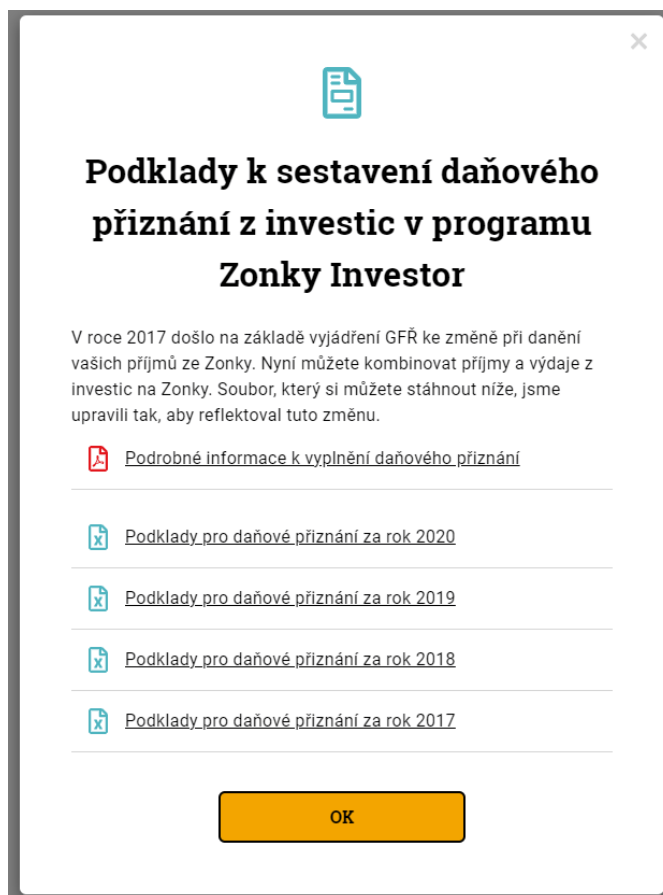 Podklady k sestavení daňového
přiznání z investic v programu
Zonky Investor
V roce 2017 došlo na základě vyjádření GFŘ ke změně při danění
vašich příjmů ze Zonky. Nyní můžete kombinovat příjmy a výdaje z
investic na Zonky. Soubor, který si můžete stáhnout níže, jsme
upravili tak, aby reflektoval tuto změnu.
Podrobné informace k vyplnění daňového přiznání
Podklady pro daňové přiznání za rok 2020
Podklady pro daňové přiznání za rok 2019
Podklady pro daňové přiznání za rok 2018
Podklady pro daňové přiznání za rok 2017
OK